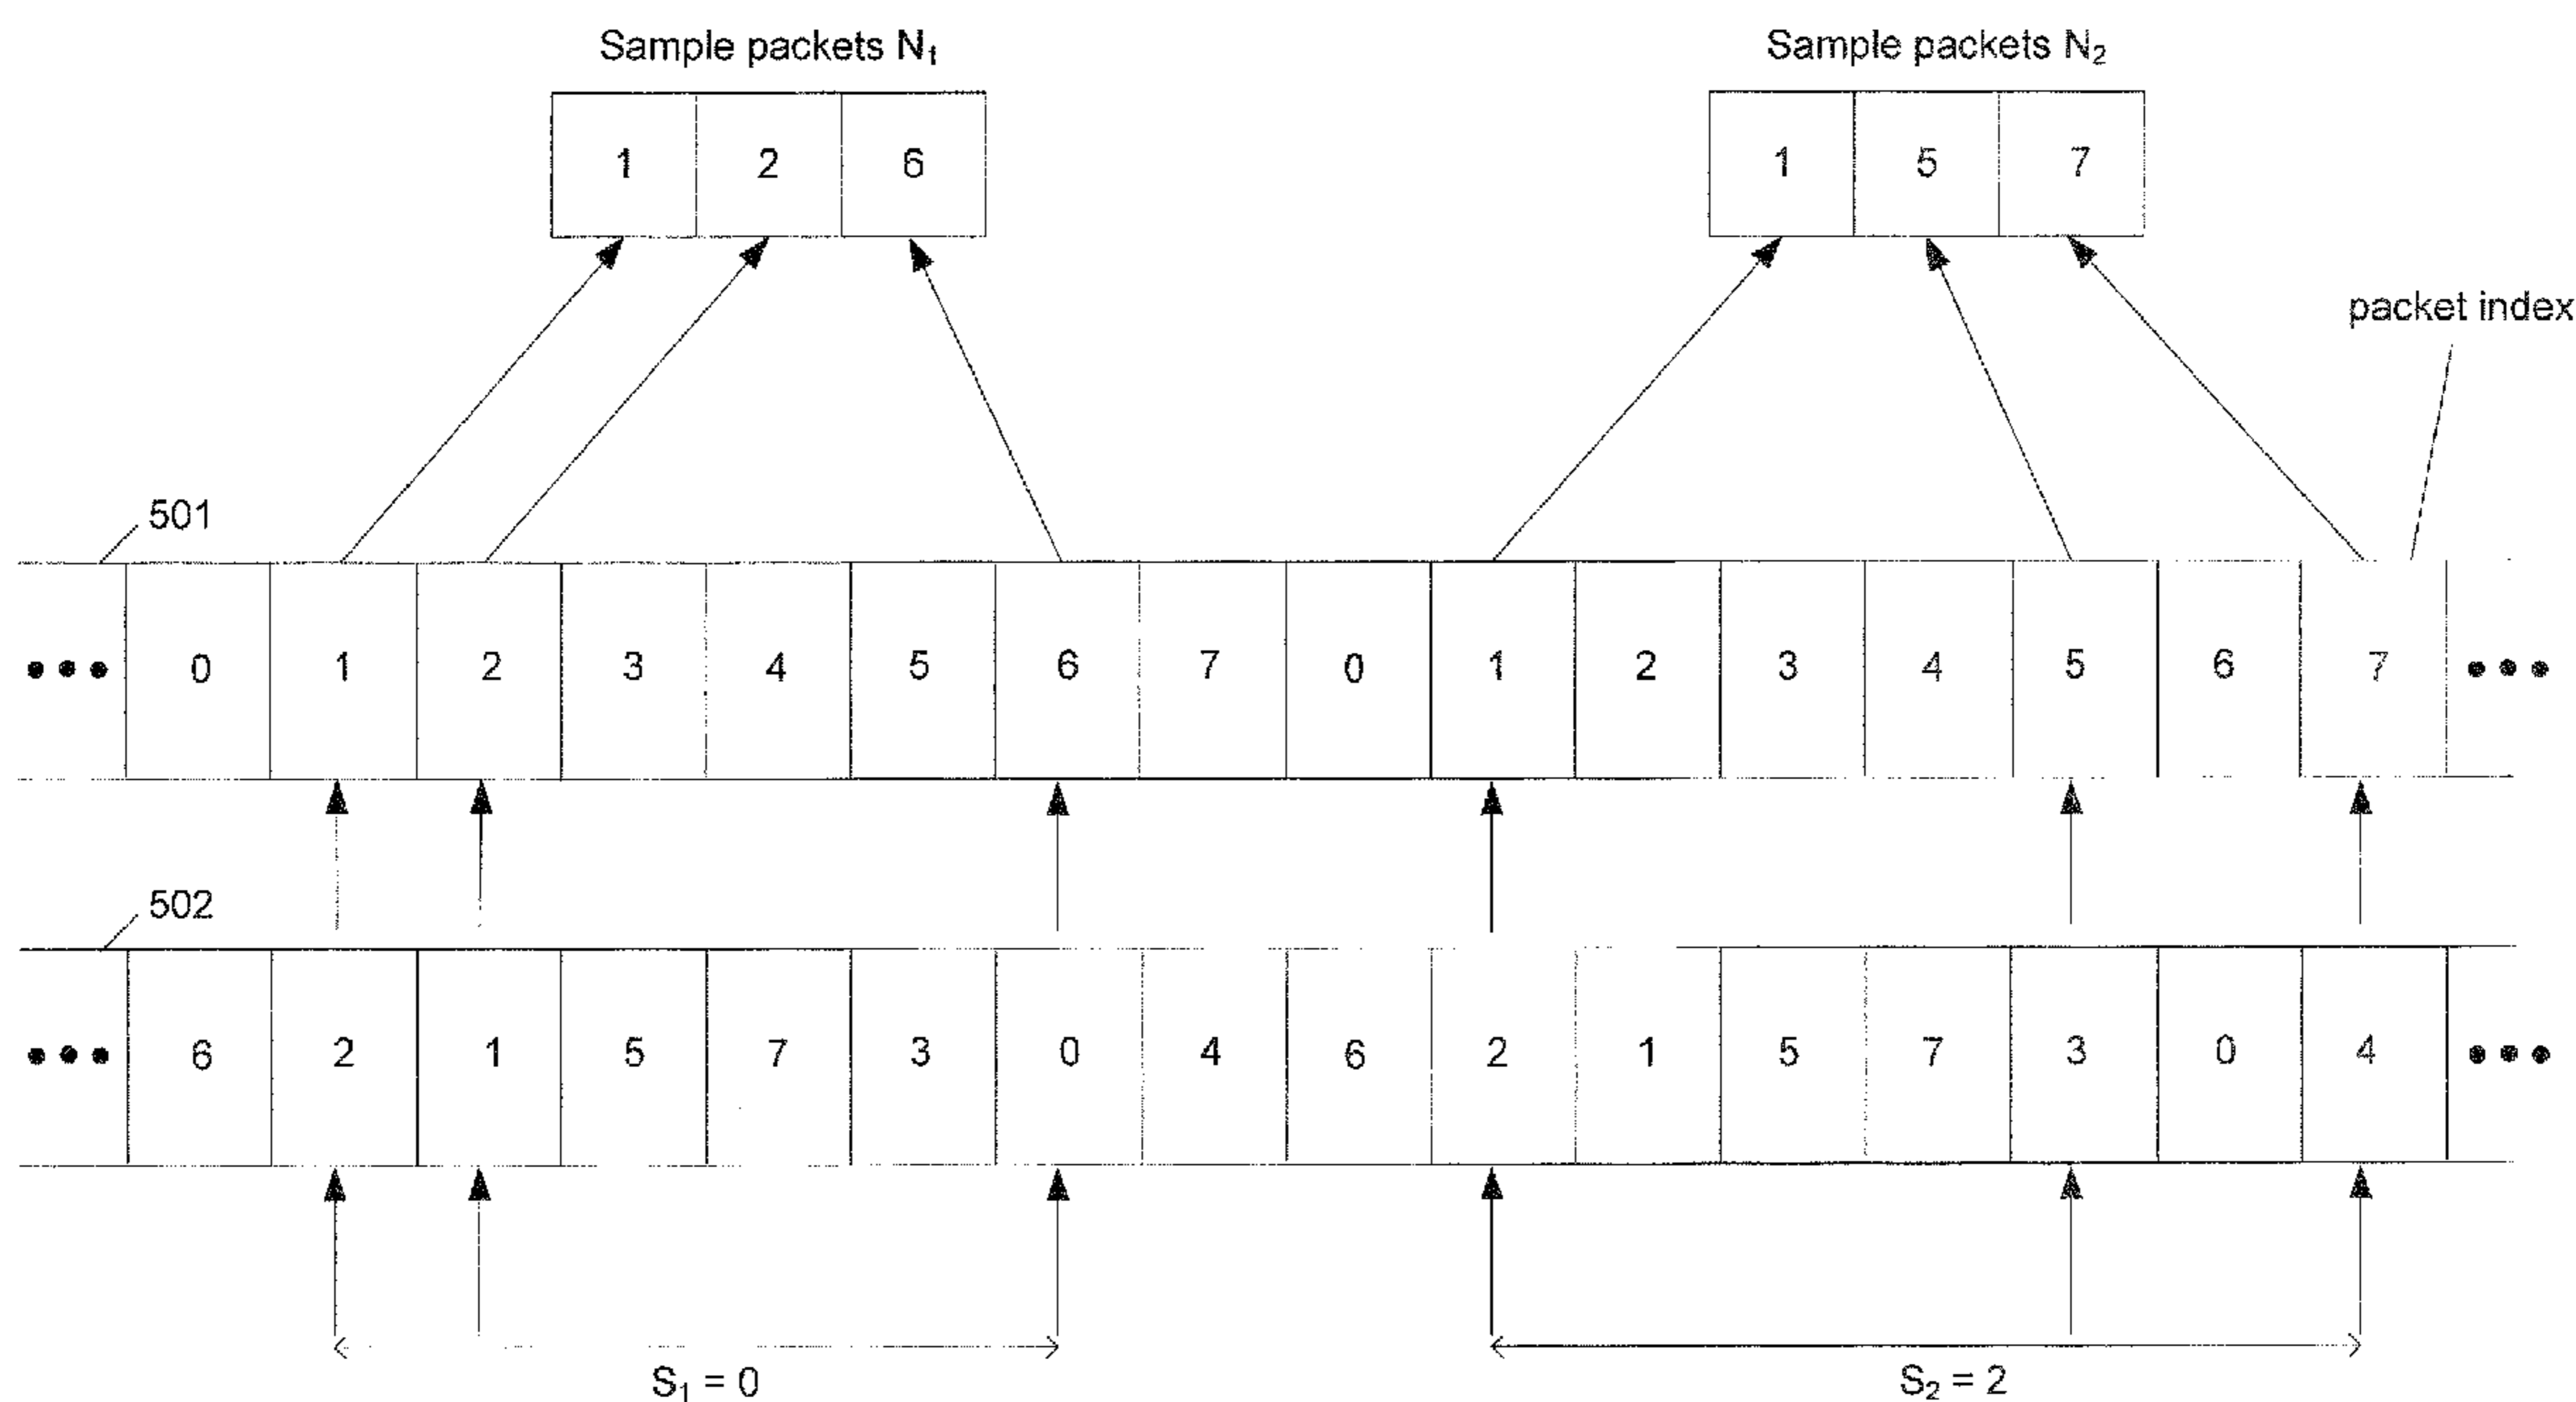 Sample packets N₁
Sample packets N₂
1 2 6
1 5 7
packet index
501
••• 0 1 2 3 4 5 6 7 0 1 2 3 4 5 6 7 •••
502
••• 6 2 1 5 7 3 0 4 6 2 1 5 7 3 0 4 •••
S₁ = 0
S₂ = 2